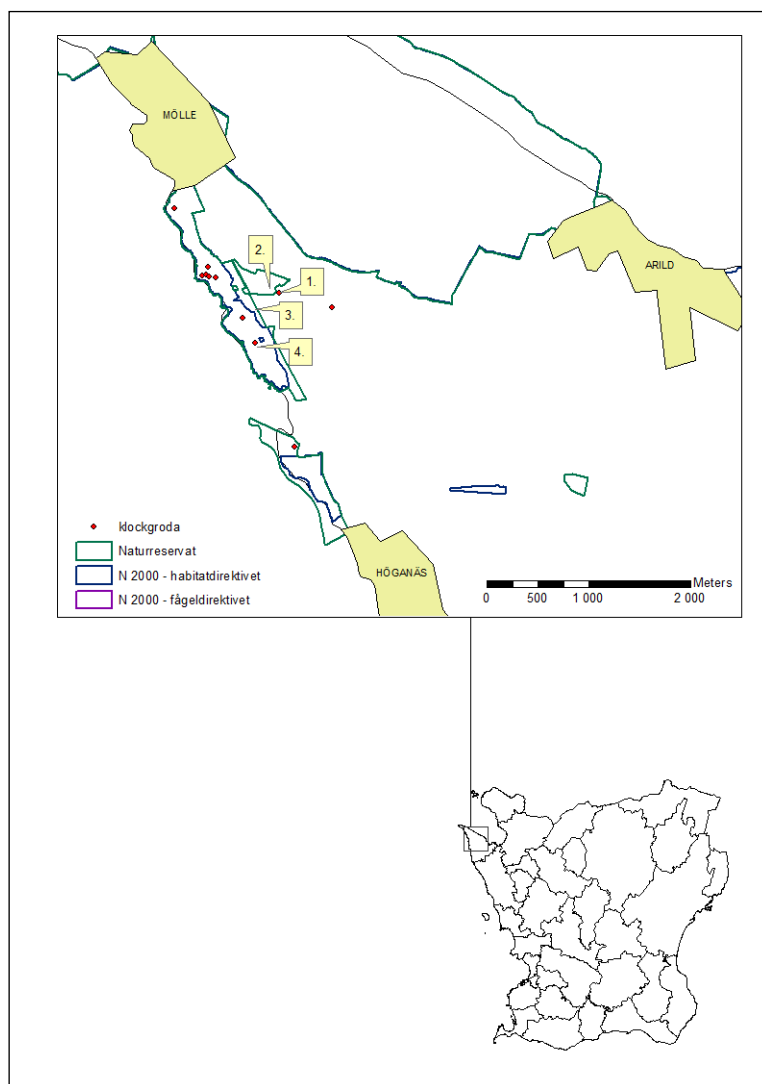 MÖLLE
2.
1.
ARILD
3.
4.
klockgroda
Naturreservat
N 2000 - habitatdirektivet
N 2000 - fågeldirektivet
HÖGANÄS
Meters
0 500 1 000 2 000